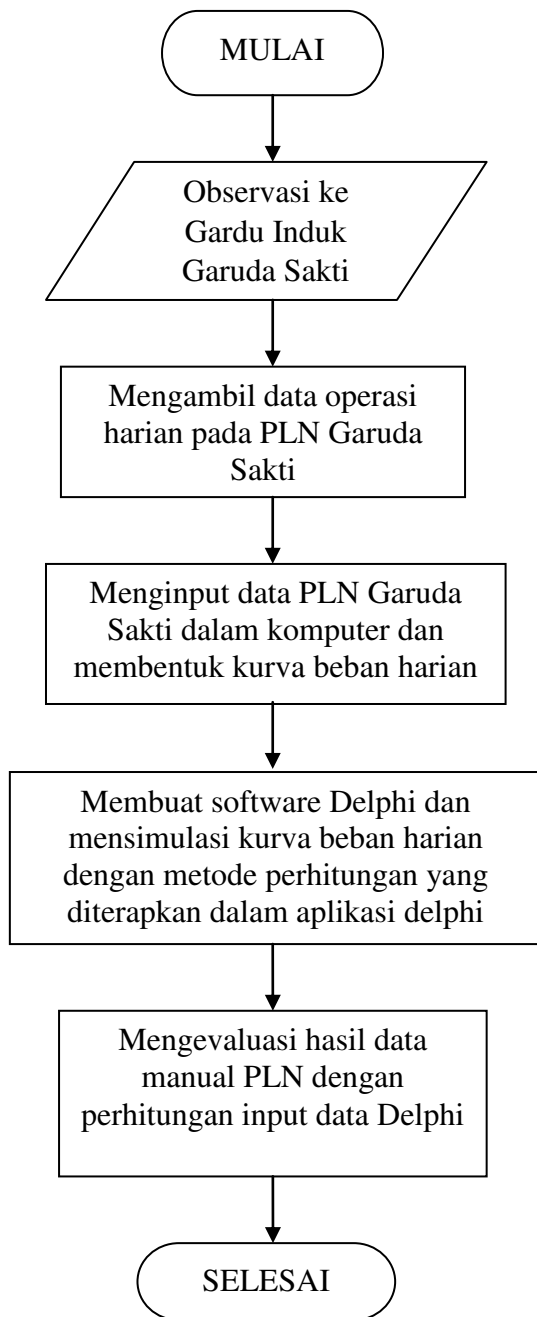 MULAI
Observasi ke
Gardu Induk
Garuda Sakti
Mengambil data operasi
harian pada PLN Garuda
Sakti
Menginput data PLN Garuda
Sakti dalam komputer dan
membentuk kurva beban harian
Membuat software Delphi dan
mensimulasi kurva beban harian
dengan metode perhitungan yang
diterapkan dalam aplikasi delphi
Mengevaluasi hasil data
manual PLN dengan
perhitungan input data Delphi
SELESAI